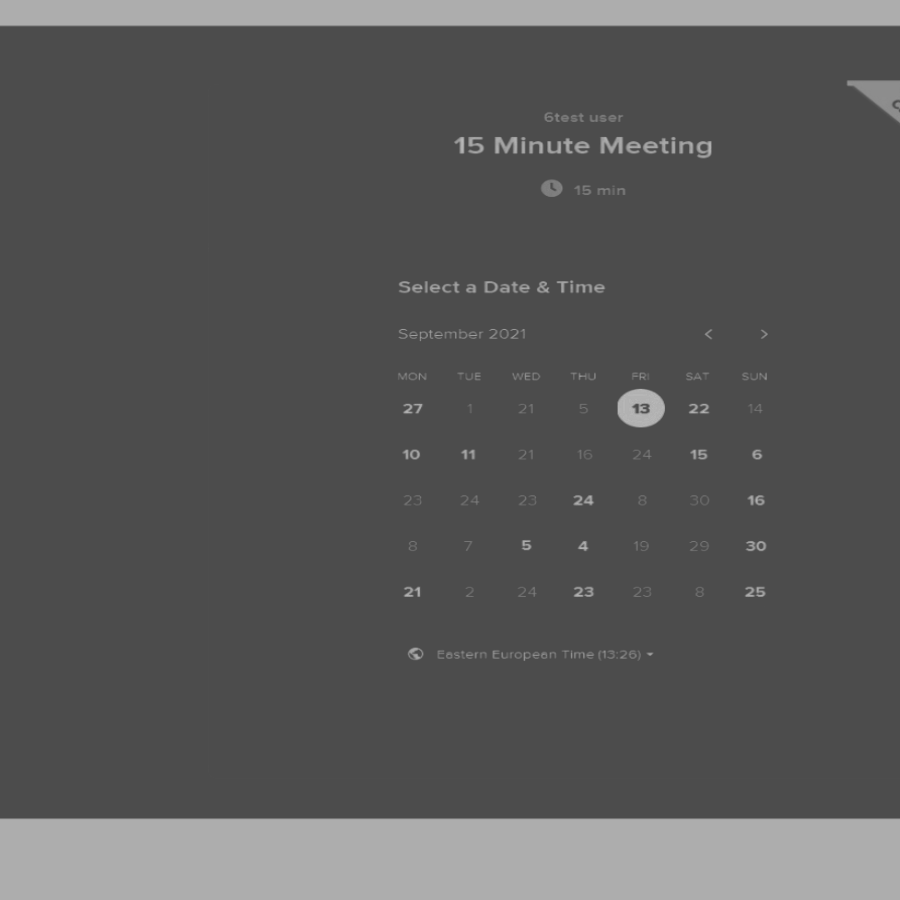 6test user
15 Minute Meeting
15 min
Select a Date & Time
September 2021
MON TUE WED THU FRI SAT SUN
27 1 21 5 13 22 14
10 11 21 16 24 15 6
23 24 23 24 8 30 16
8 7 5 4 19 29 30
21 2 24 23 23 8 25
Eastern European Time (13:26)